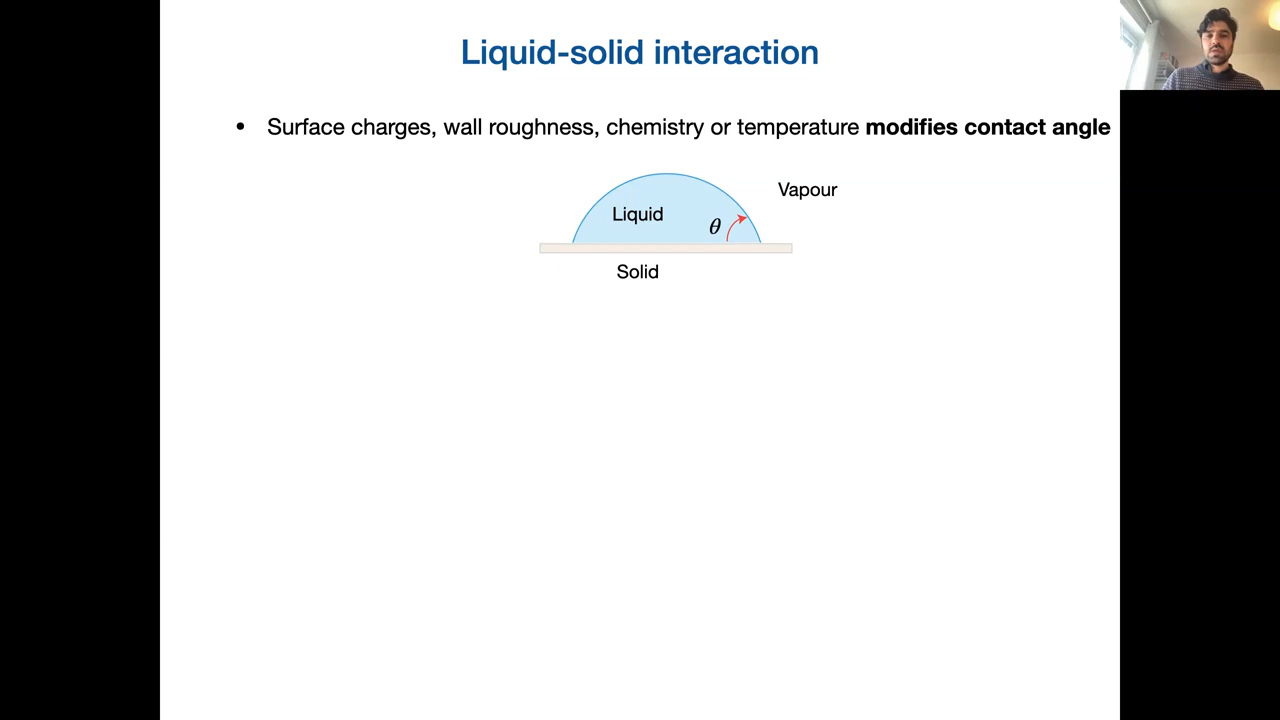 Liquid-solid interaction
• Surface charges, wall roughness, chemistry or temperature modifies contact angle
Vapour
Liquid
θ
Solid